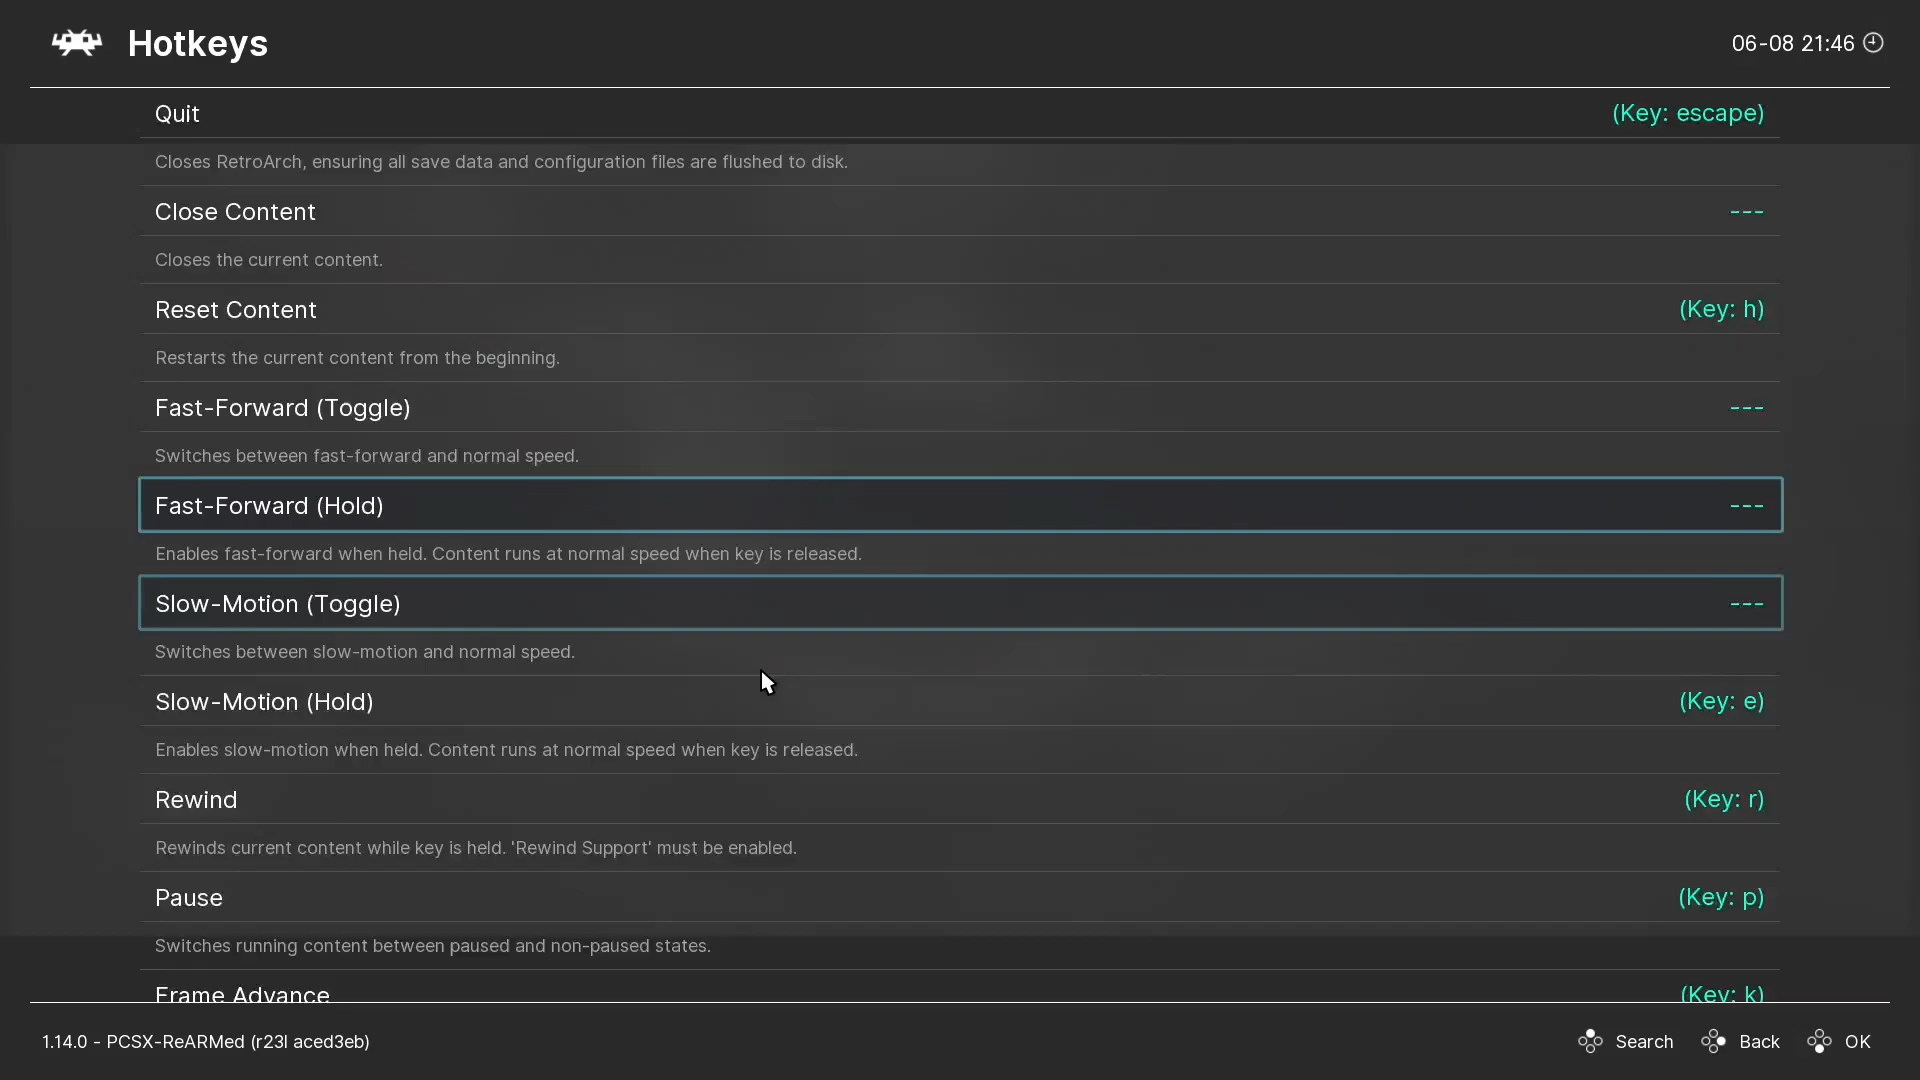 Hotkeys
06-08 21:46
Quit (Key: escape)
Closes RetroArch, ensuring all save data and configuration files are flushed to disk.
Close Content ---
Closes the current content.
Reset Content (Key: h)
Restarts the current content from the beginning.
Fast-Forward (Toggle) ---
Switches between fast-forward and normal speed.
Fast-Forward (Hold) ---
Enables fast-forward when held. Content runs at normal speed when key is released.
Slow-Motion (Toggle) ---
Switches between slow-motion and normal speed.
Slow-Motion (Hold) (Key: e)
Enables slow-motion when held. Content runs at normal speed when key is released.
Rewind (Key: r)
Rewinds current content while key is held. 'Rewind Support' must be enabled.
Pause (Key: p)
Switches running content between paused and non-paused states.
Frame Advance (Key: k)
1.14.0 - PCSX-ReARMed (r23l aced3eb) Search Back OK